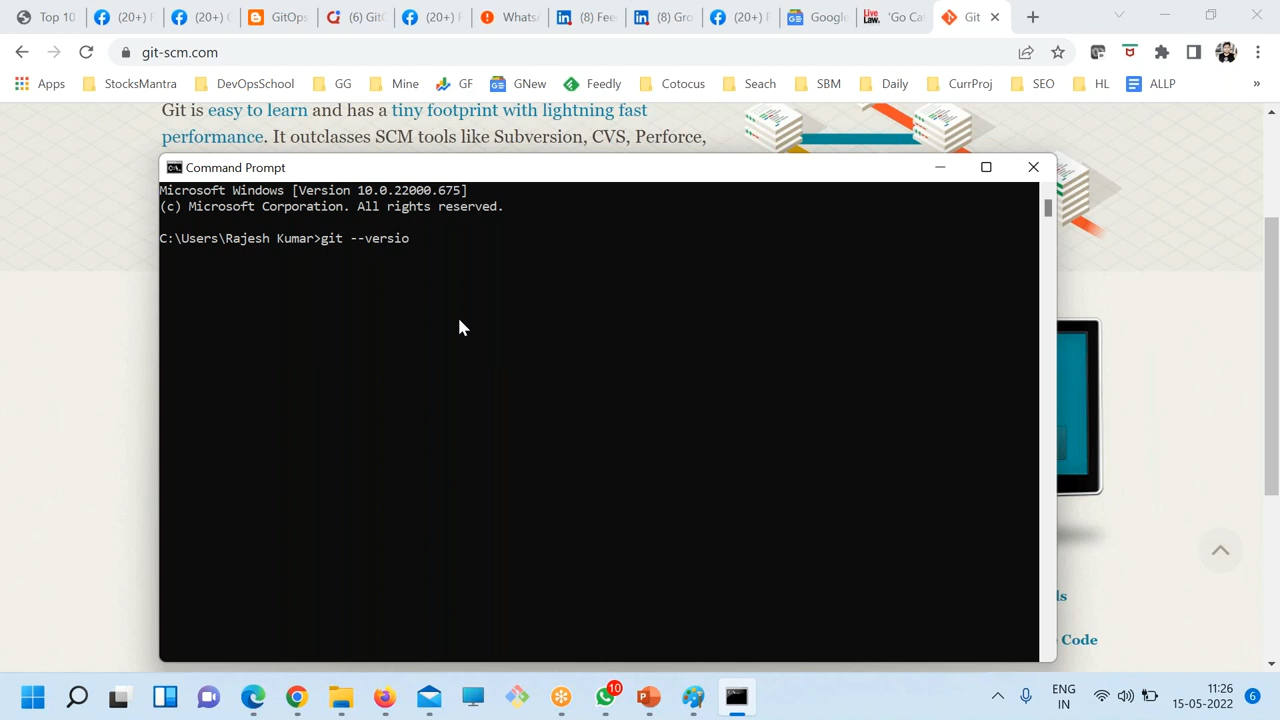 Top 10
(20+) F
(20+) C
GitOps
(6) GitO
(20+) F
Whats
(8) Fee
(8) Gro
(20+) F
Google
'Go Ca
Git
git-scm.com
Apps
StocksMantra
DevOpsSchool
GG
Mine
GF
GNew
Feedly
Cotocus
Seach
SBM
Daily
CurrProj
SEO
HL
ALLP
»
Git is easy to learn and has a tiny footprint with lightning fast
performance. It outclasses SCM tools like Subversion, CVS, Perforce,
Command Prompt
Microsoft Windows [Version 10.0.22000.675]
(c) Microsoft Corporation. All rights reserved.
C:\Users\Rajesh Kumar>git --versio
ls
Code
10
ENG
IN
11:26
15-05-2022
6